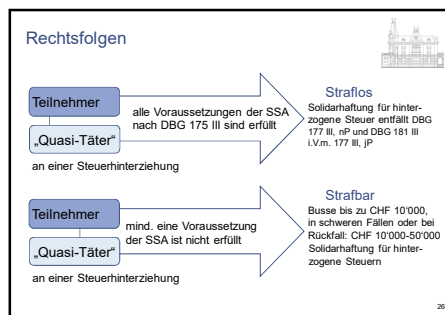 Rechtsfolgen
Teilnehmer
„Quasi-Täter“
an einer Steuerhinterziehung
alle Voraussetzungen der SSA
nach DBG 175 III sind erfüllt
Straflos
Solidarhaftung für hinter-
zogene Steuer entfällt DBG
177 III, nP und DBG 181 III
i.V.m. 177 III, jP
Teilnehmer
„Quasi-Täter“
an einer Steuerhinterziehung
mind. eine Voraussetzung
der SSA ist nicht erfüllt
Strafbar
Busse bis zu CHF 10‘000,
in schweren Fällen oder bei
Rückfall: CHF 10‘000-50‘000
Solidarhaftung für hinter-
zogene Steuern
26